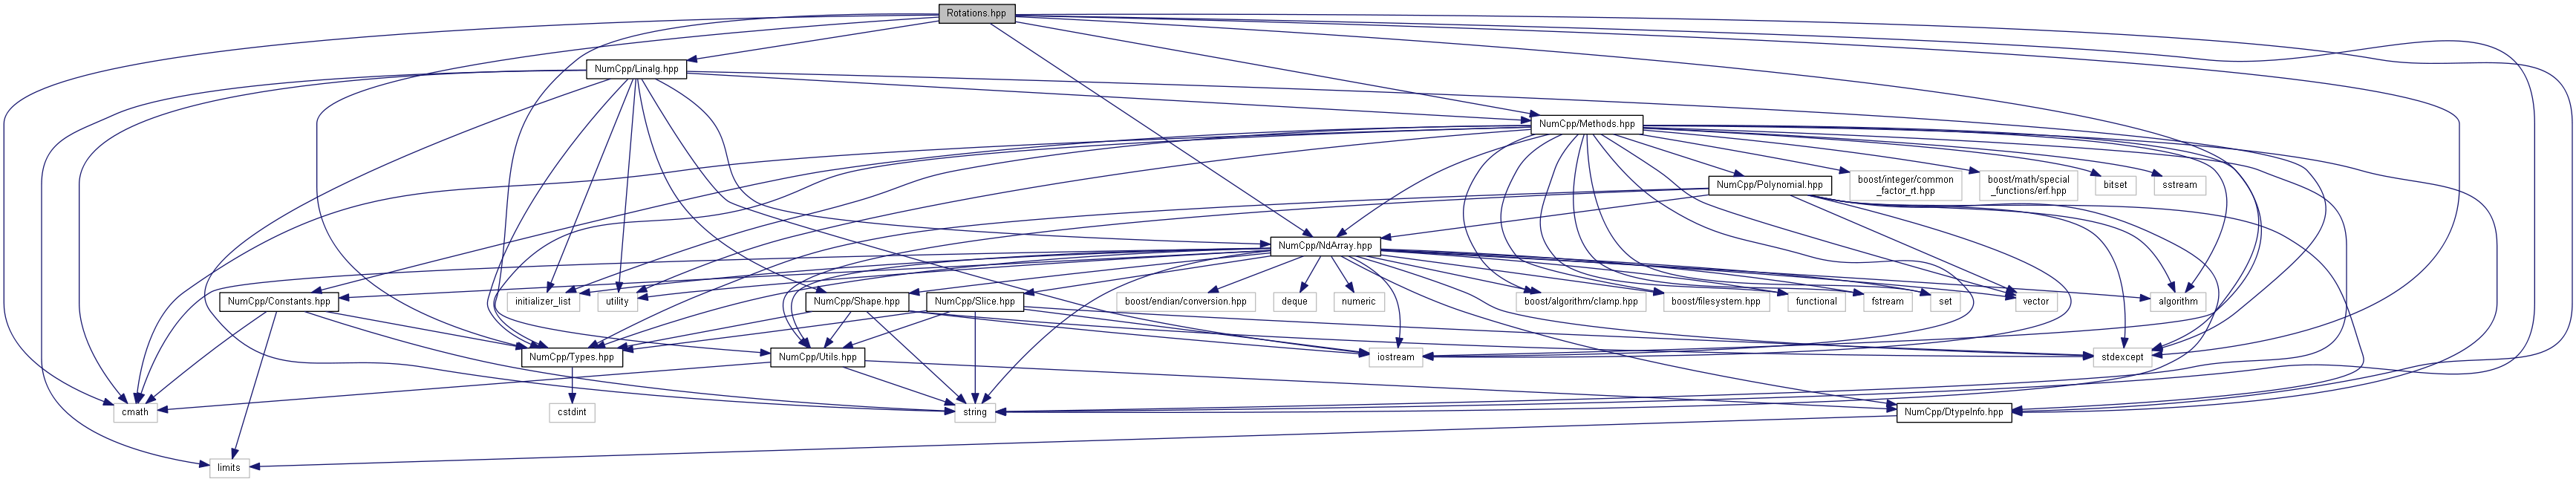 Rotations.hpp
NumCpp/Linalg.hpp
NumCpp/Methods.hpp
NumCpp/Polynomial.hpp
boost/integer/common
_factor_rt.hpp
boost/math/special
_functions/erf.hpp
bitset
sstream
NumCpp/NdArray.hpp
NumCpp/Constants.hpp
initializer_list
utility
NumCpp/Shape.hpp
NumCpp/Slice.hpp
boost/endian/conversion.hpp
deque
numeric
boost/algorithm/clamp.hpp
boost/filesystem.hpp
functional
fstream
set
vector
algorithm
NumCpp/Types.hpp
NumCpp/Utils.hpp
iostream
stdexcept
cmath
cstdint
string
NumCpp/DtypeInfo.hpp
limits